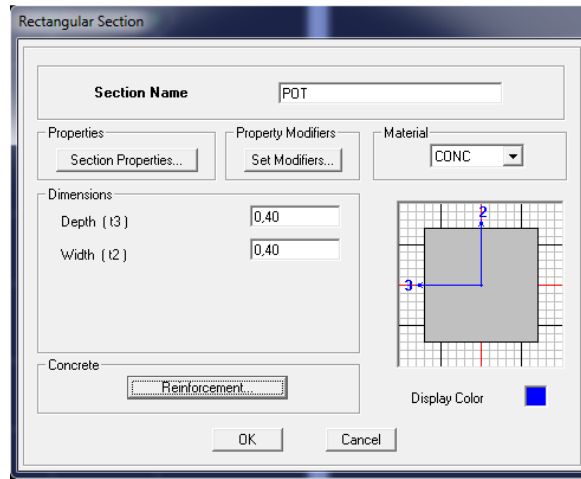 Rectangular Section
Section Name POT
Properties Property Modifiers Material
Section Properties... Set Modifiers... CONC
Dimensions
Depth ( t3 ) 0,40
Width ( t2 ) 0,40
2
3
Concrete
Reinforcement...
Display Color
OK Cancel